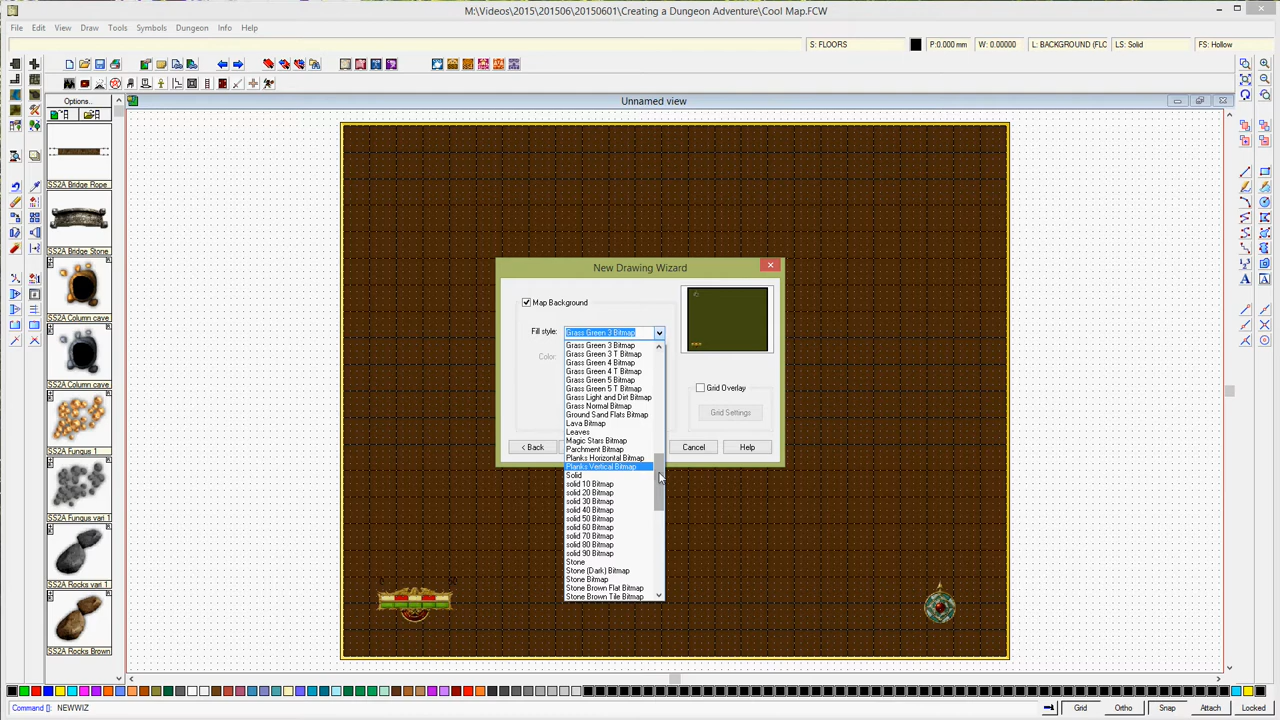 M:\Videos\2015\201506\20150601\Creating a Dungeon Adventure\Cool Map.FCW
File Edit View Draw Tools Symbols Dungeon Info Help
S: FLOORS P:0.000 mm W: 0.00000 L: BACKGROUND (FLC LS: Solid FS: Hollow
Options..
Unnamed view
SS2A Bridge Rope
SS2A Bridge Stone
SS2A Column cave
SS2A Column cave
SS2A Fungus 1
SS2A Fungus vari 1
SS2A Rocks vari 1
SS2A Rocks Brown
New Drawing Wizard
Map Background
Fill style: Grass Green 3 Bitmap
Color:
Grass Green 3 Bitmap
Grass Green 3 T Bitmap
Grass Green 4 Bitmap
Grass Green 4 T Bitmap
Grass Green 5 Bitmap
Grass Green 5 T Bitmap
Grass Light and Dirt Bitmap
Grass Normal Bitmap
Ground Sand Flats Bitmap
Lava Bitmap
Leaves
Magic Stars Bitmap
Parchment Bitmap
Planks Horizontal Bitmap
Planks Vertical Bitmap
Solid
solid 10 Bitmap
solid 20 Bitmap
solid 30 Bitmap
solid 40 Bitmap
solid 50 Bitmap
solid 60 Bitmap
solid 70 Bitmap
solid 80 Bitmap
solid 90 Bitmap
Stone
Stone (Dark) Bitmap
Stone Bitmap
Stone Brown Flat Bitmap
Stone Brown Tile Bitmap
Grid Overlay
Grid Settings
< Back Cancel Help
Command []: NEWWIZ Grid Ortho Snap Attach Locked